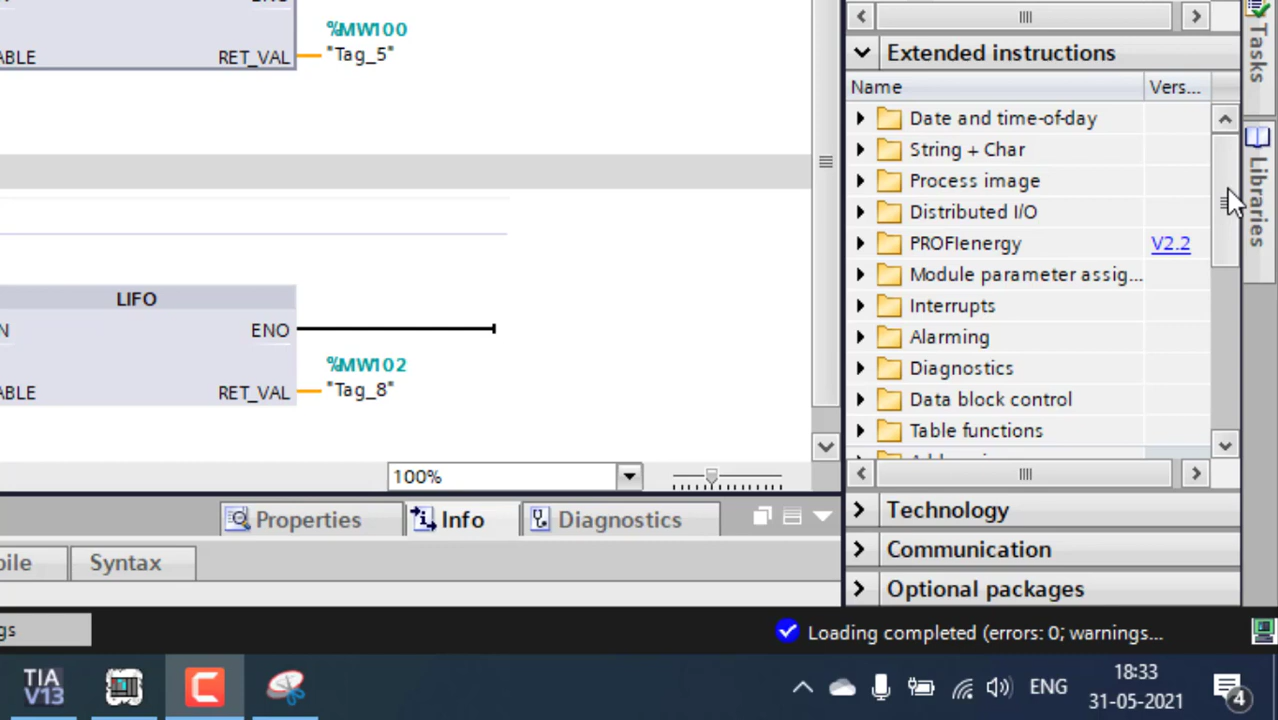 %MW100
"Tag_5"
ABLE
RET_VAL
LIFO
N
ENO
%MW102
"Tag_8"
ABLE
RET_VAL
100%
Properties
Info
Diagnostics
pile
Syntax
gs
Extended instructions
Name
Vers...
Date and time-of-day
String + Char
Process image
Distributed I/O
PROFIenergy
V2.2
Module parameter assig...
Interrupts
Alarming
Diagnostics
Data block control
Table functions
Technology
Communication
Optional packages
Tasks
Libraries
Loading completed (errors: 0; warnings...
TIA
V13
ENG
18:33
31-05-2021
4